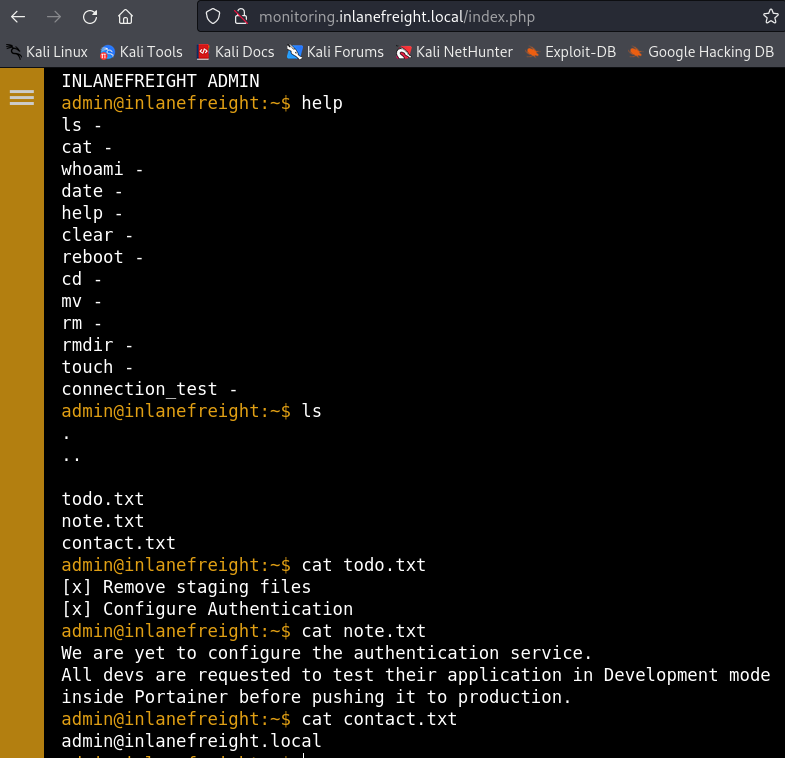 monitoring.inlanefreight.local/index.php
Kali Linux Kali Tools Kali Docs Kali Forums Kali NetHunter Exploit-DB Google Hacking DB
INLANEFREIGHT ADMIN
admin@inlanefreight:~$ help
ls -
cat -
whoami -
date -
help -
clear -
reboot -
cd -
mv -
rm -
rmdir -
touch -
connection_test -
admin@inlanefreight:~$ ls
.
..
todo.txt
note.txt
contact.txt
admin@inlanefreight:~$ cat todo.txt
[x] Remove staging files
[x] Configure Authentication
admin@inlanefreight:~$ cat note.txt
We are yet to configure the authentication service.
All devs are requested to test their application in Development mode
inside Portainer before pushing it to production.
admin@inlanefreight:~$ cat contact.txt
admin@inlanefreight.local